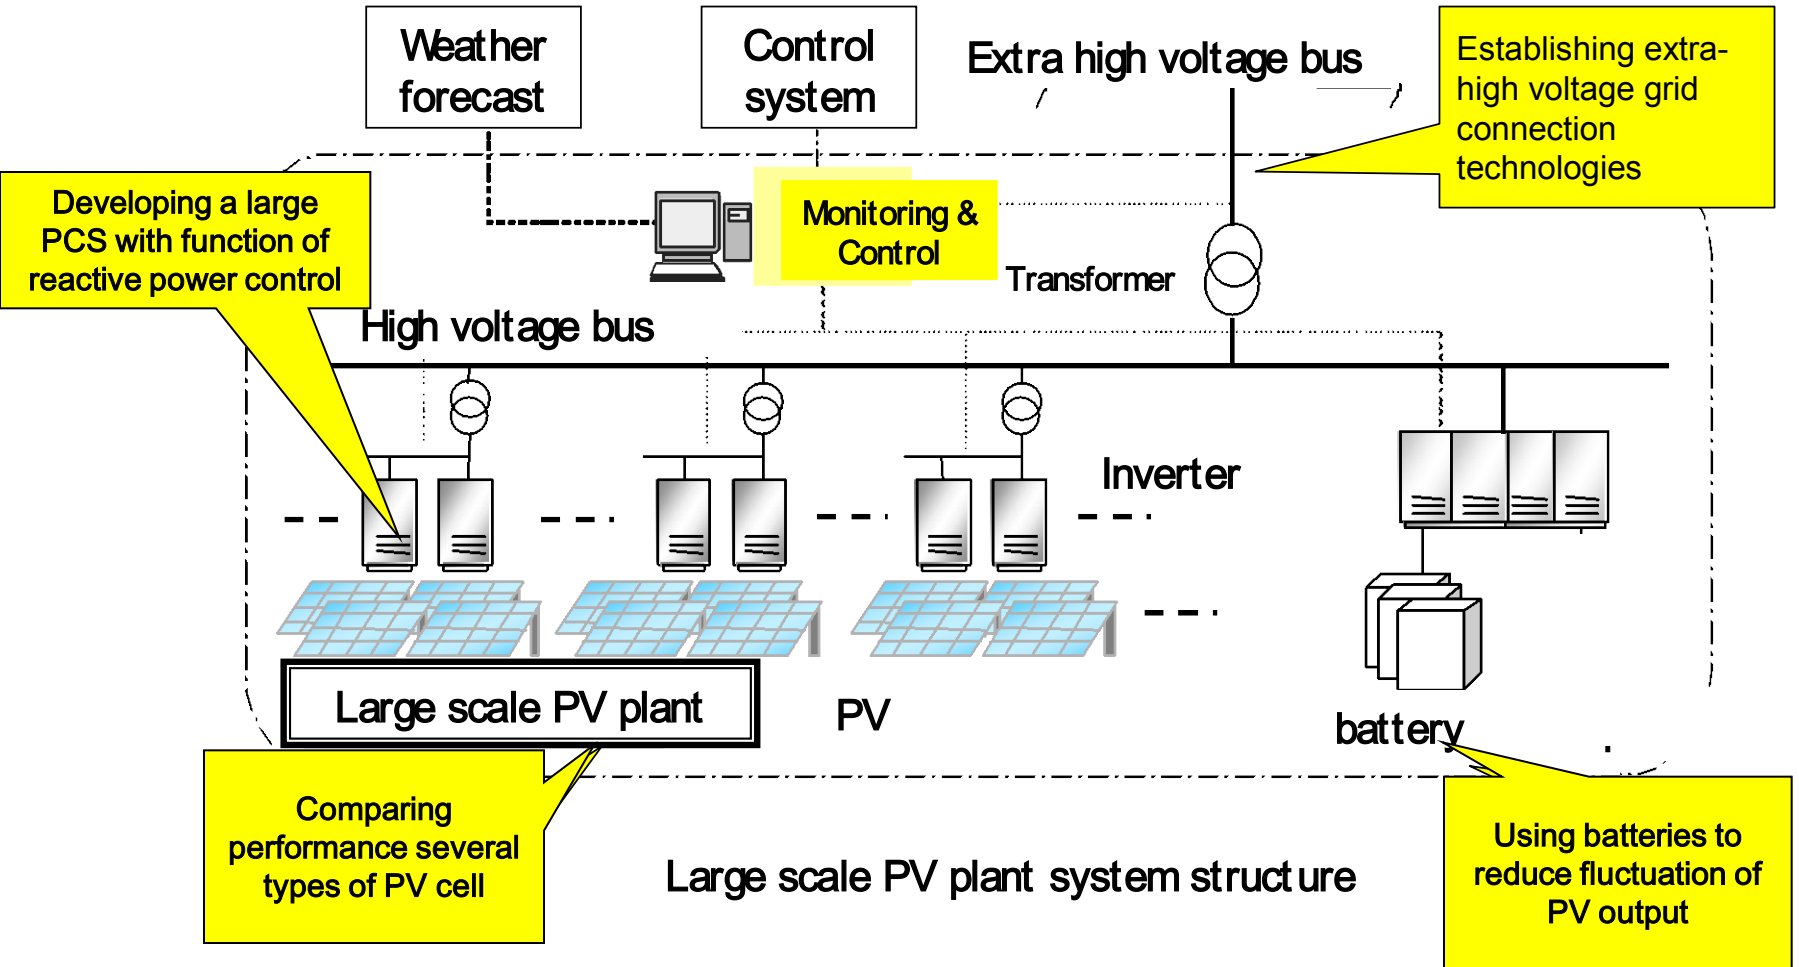 Weather
forecast
Control
system
Extra high voltage bus
Establishing extra-
high voltage grid
connection
technologies
Developing a large
PCS with function of
reactive power control
Monitoring &
Control
Transformer
High voltage bus
Inverter
Large scale PV plant
PV
battery
Comparing
performance several
types of PV cell
Using batteries to
reduce fluctuation of
PV output
Large scale PV plant system structure